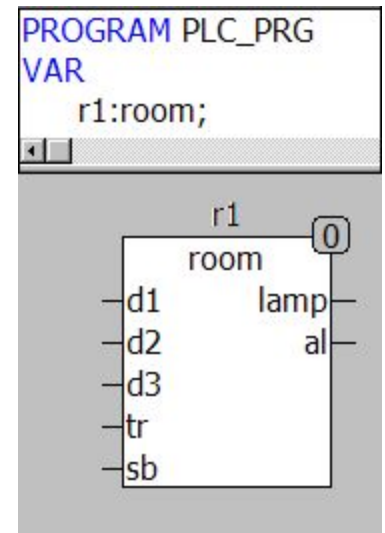 PROGRAM PLC_PRG
VAR
r1:room;
r1
0
room
d1 lamp
d2 al
d3
tr
sb